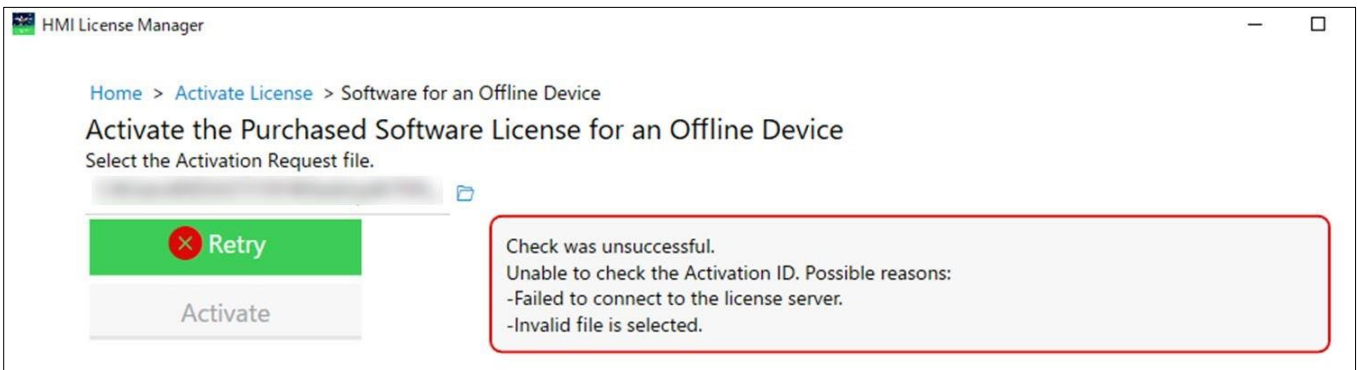 HMI License Manager
Home > Activate License > Software for an Offline Device
Activate the Purchased Software License for an Offline Device
Select the Activation Request file.
Retry
Activate
Check was unsuccessful.
Unable to check the Activation ID. Possible reasons:
-Failed to connect to the license server.
-Invalid file is selected.